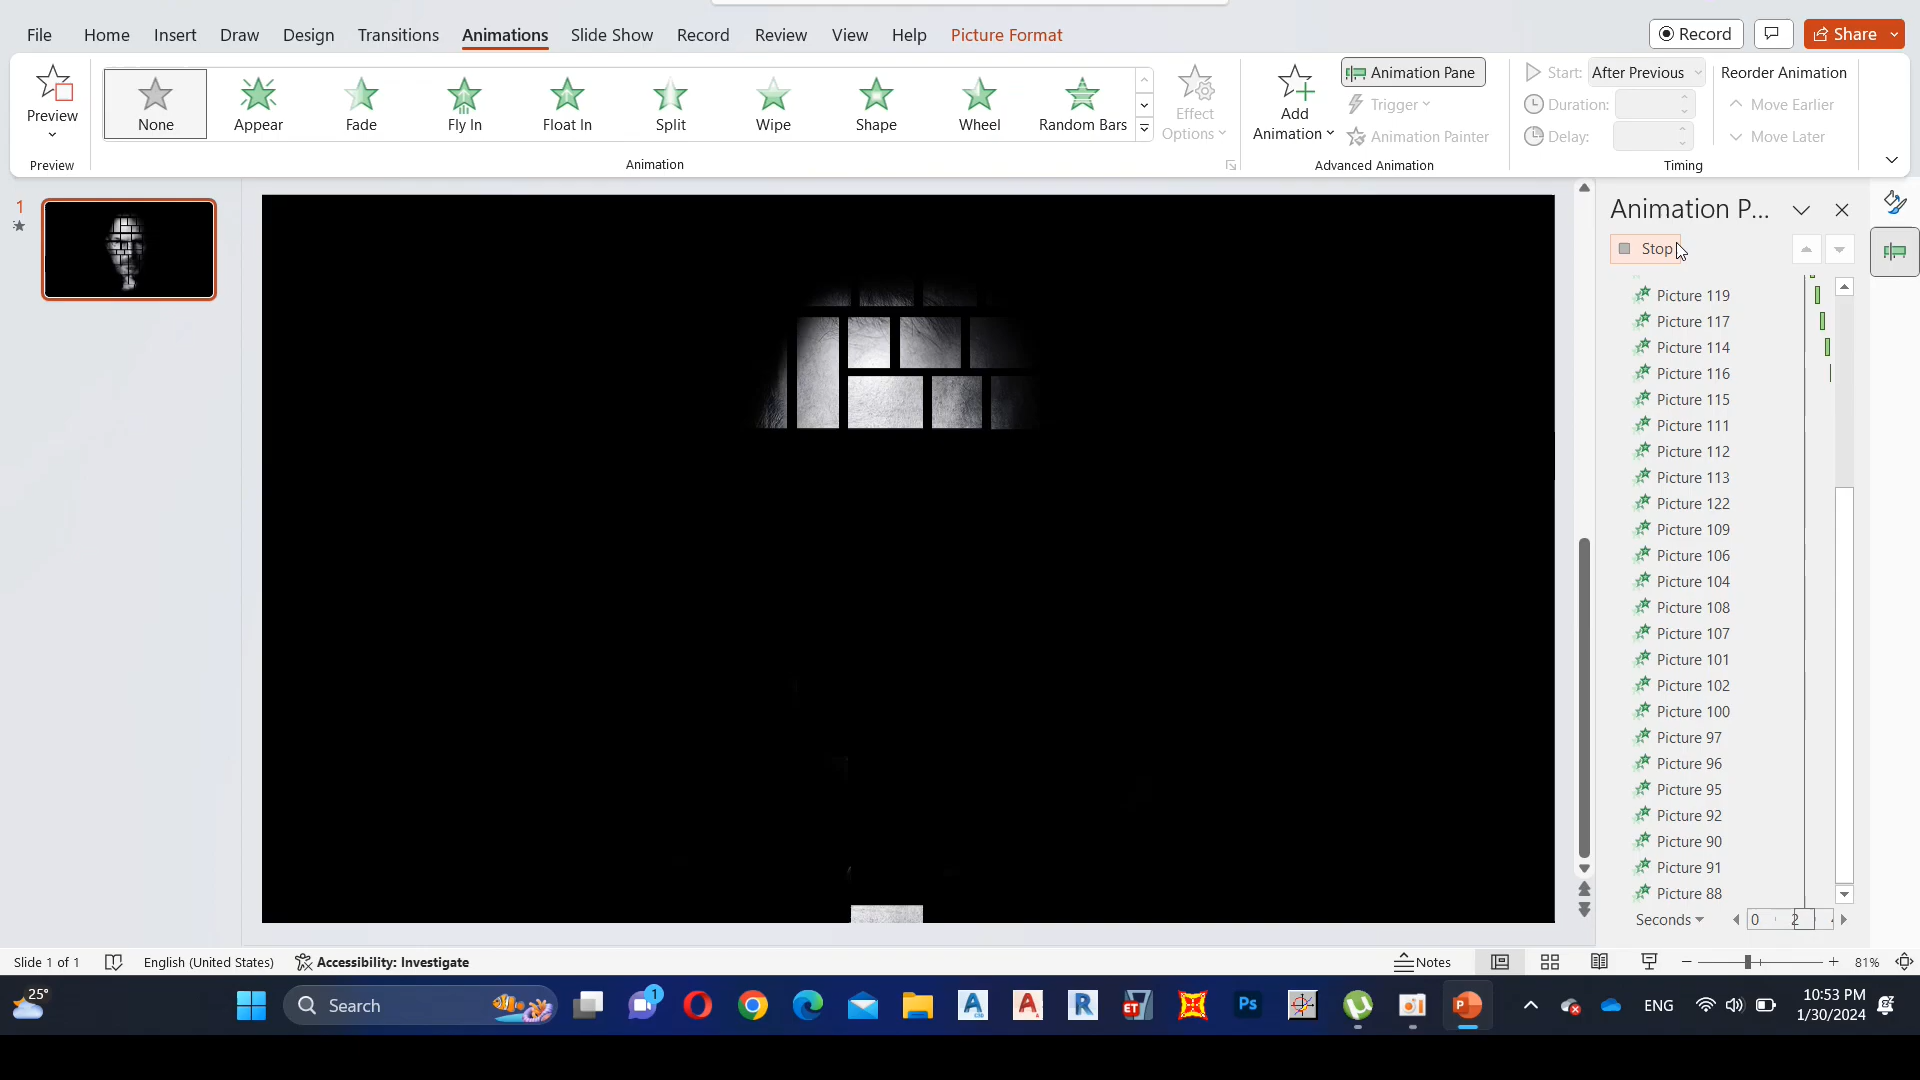 File Home Insert Draw Design Transitions Animations Slide Show Record Review View Help Picture Format Record Share
Preview None Appear Fade Fly In Float In Split Wipe Shape Wheel Random Bars Effect Options Add Animation Animation Pane Start: After Previous Reorder Animation
Trigger Duration: Move Earlier
Animation Painter Delay: Move Later
Preview Animation Advanced Animation Timing
1
Animation P...
Stop
Picture 119
Picture 117
Picture 114
Picture 116
Picture 115
Picture 111
Picture 112
Picture 113
Picture 122
Picture 109
Picture 106
Picture 104
Picture 108
Picture 107
Picture 101
Picture 102
Picture 100
Picture 97
Picture 96
Picture 95
Picture 92
Picture 90
Picture 91
Picture 88
Seconds 0 2
Slide 1 of 1 English (United States) Accessibility: Investigate Notes 81%
25° Search 1 ET Ps ENG 10:53 PM
1/30/2024